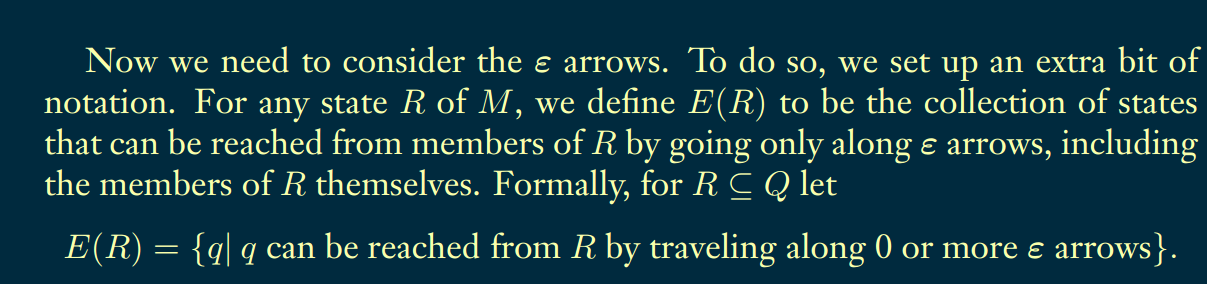 Now we need to consider the ε arrows. To do so, we set up an extra bit of
notation. For any state R of M, we define E(R) to be the collection of states
that can be reached from members of R by going only along ε arrows, including
the members of R themselves. Formally, for R ⊆ Q let
E(R) = {q| q can be reached from R by traveling along 0 or more ε arrows}.